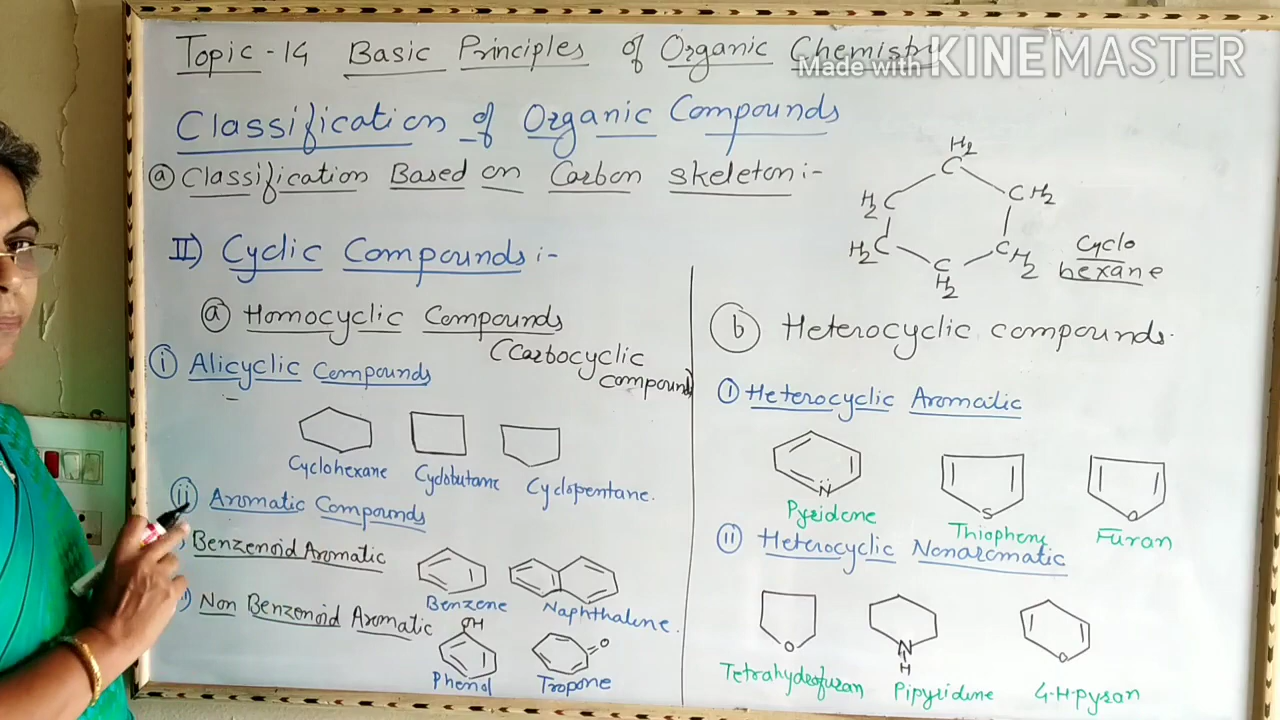 Topic-14 Basic Principles of Organic Chemistry
Made with KINEMASTER
Classification of Organic Compounds
ⓐ Classification Based on Carbon skeleton:-
H2
C
H2C CH2
H2C CH2
C
H2
Cyclo
hexane
II) Cyclic Compounds:-
ⓐ Homocyclic Compounds
(Carbocyclic
compound)
ⓘ Alicyclic Compounds
Cyclohexane Cyclobutane Cyclopentane.
ⓘⓘ Aromatic Compounds
Benzenoid Aromatic
Benzene Naphthalene.
Non Benzenoid Aromatic
OH
O
Phenol Tropone
ⓑ Heterocyclic compounds.
ⓘ Heterocyclic Aromatic
N̈ S O
Pyridene Thiophene Furan
ⓘⓘ Heterocyclic Nonaromatic
O N O
H
Tetrahydrofuran Pipyridene 4-H-pyran